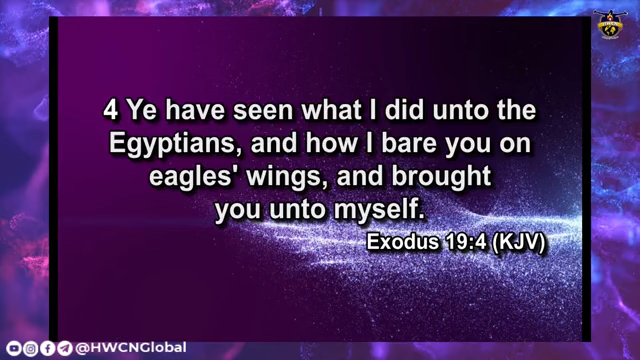 4 Ye have seen what I did unto the
Egyptians, and how I bare you on
eagles' wings, and brought
you unto myself.
Exodus 19:4 (KJV)
@HWCNGlobal